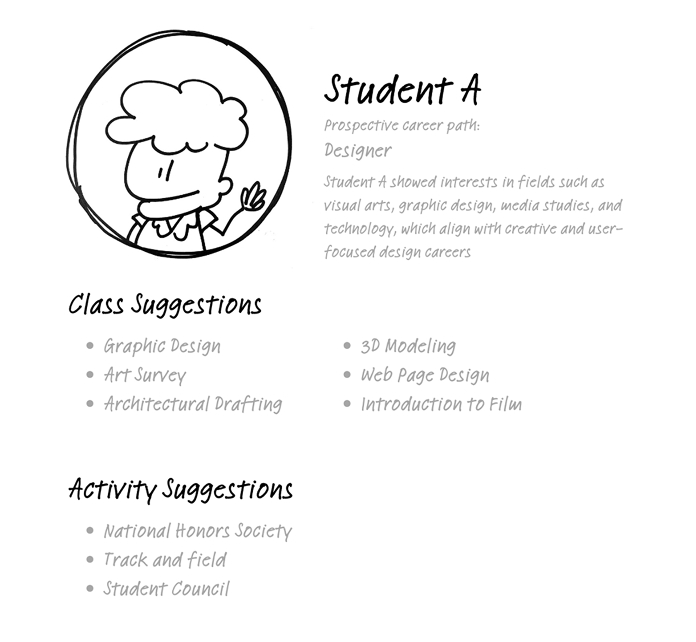 Student A
Prospective career path:
Designer
Student A showed interests in fields such as
visual arts, graphic design, media studies, and
technology, which align with creative and user-
focused design careers
Class Suggestions
• Graphic Design
• Art Survey
• Architectural Drafting
• 3D Modeling
• Web Page Design
• Introduction to Film
Activity Suggestions
• National Honors Society
• Track and field
• Student Council